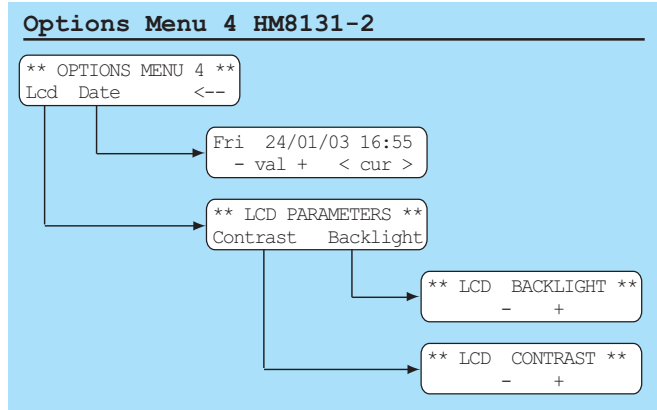 Options Menu 4 HM8131-2
** OPTIONS MENU 4 **
Lcd Date <--
Fri 24/01/03 16:55
- val + < cur >
** LCD PARAMETERS **
Contrast Backlight
** LCD BACKLIGHT **
- +
** LCD CONTRAST **
- +